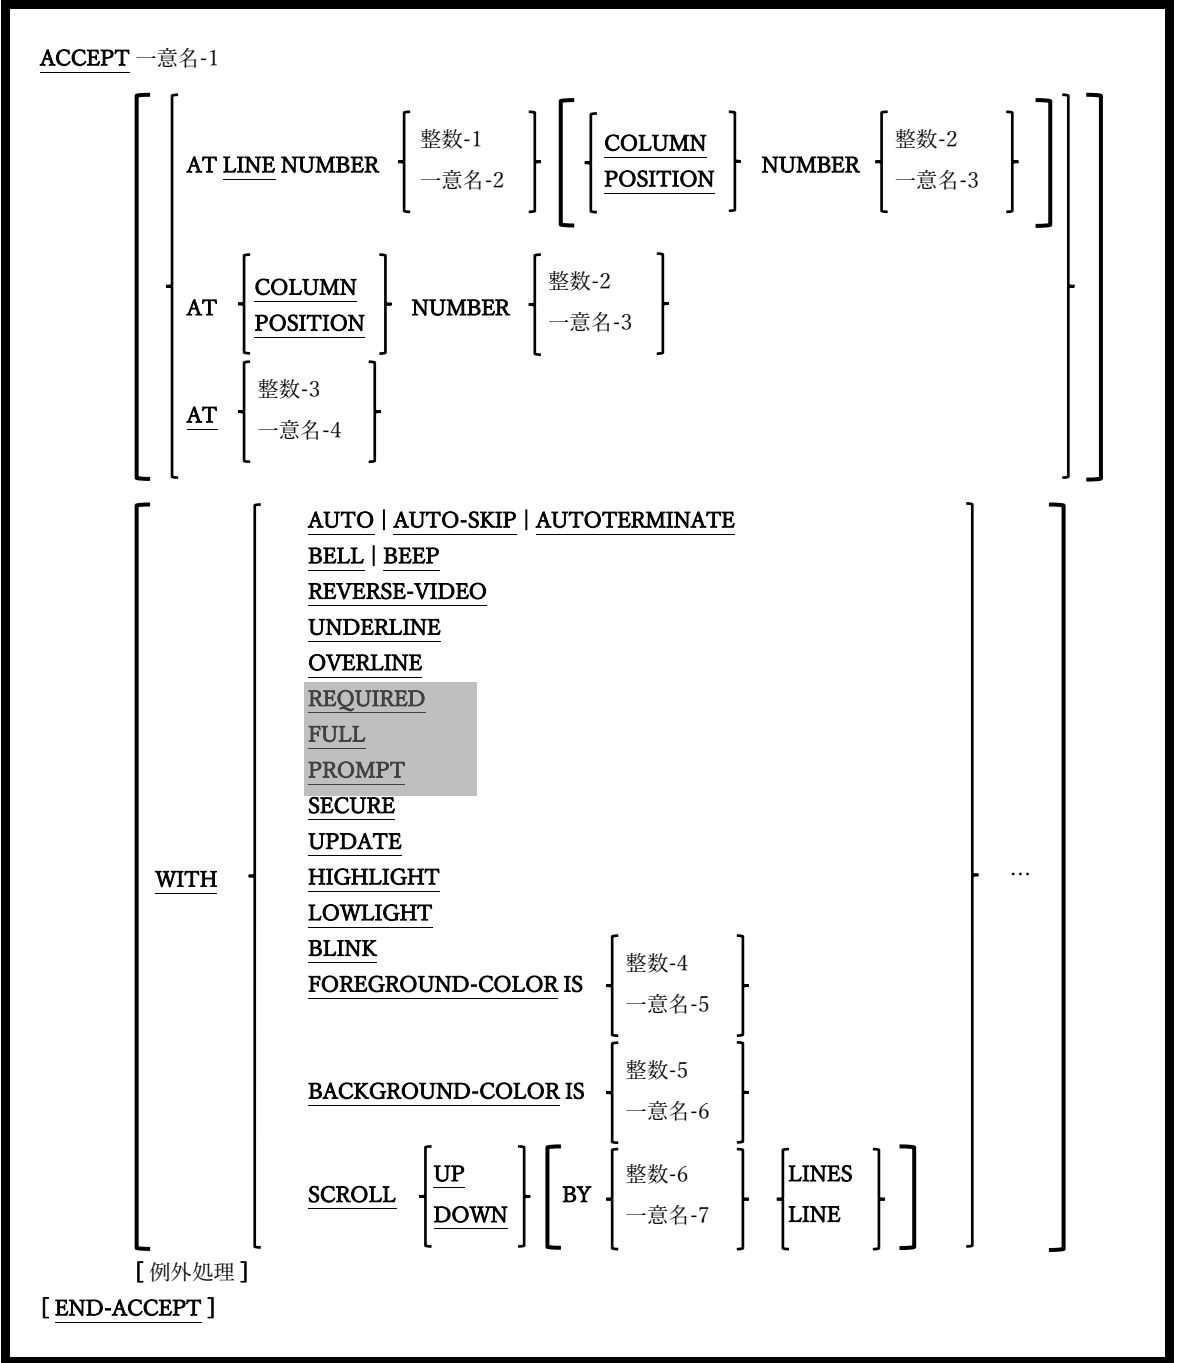 ACCEPT 一意名-1
整数-1
一意名-2
AT LINE NUMBER
COLUMN
POSITION
NUMBER
整数-2
一意名-3
AT
COLUMN
POSITION
NUMBER
整数-2
一意名-3
AT
整数-3
一意名-4
AUTO | AUTO-SKIP | AUTOTERMINATE
BELL | BEEP
REVERSE-VIDEO
UNDERLINE
OVERLINE
REQUIRED
FULL
PROMPT
SECURE
UPDATE
WITH
HIGHLIGHT
…
LOWLIGHT
BLINK
FOREGROUND-COLOR IS
整数-4
一意名-5
BACKGROUND-COLOR IS
整数-5
一意名-6
SCROLL
UP
DOWN
BY
整数-6
一意名-7
LINES
LINE
[ 例外処理 ]
[ END-ACCEPT ]